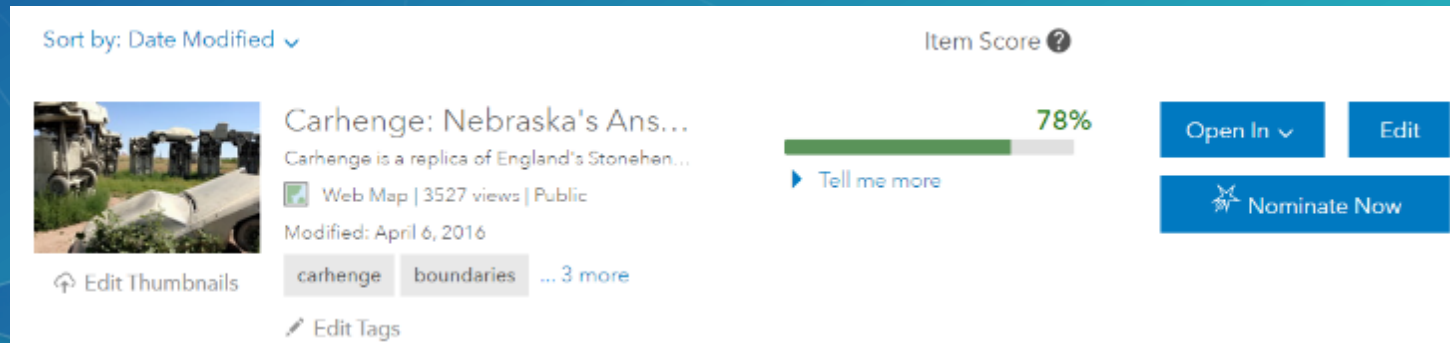 Sort by: Date Modified
Item Score ?
Carhenge: Nebraska's Ans...
Carhenge is a replica of England's Stonehen...
Web Map | 3527 views | Public
Modified: April 6, 2016
carhenge boundaries ... 3 more
Edit Thumbnails
Edit Tags
78%
Tell me more
Open In
Edit
Nominate Now